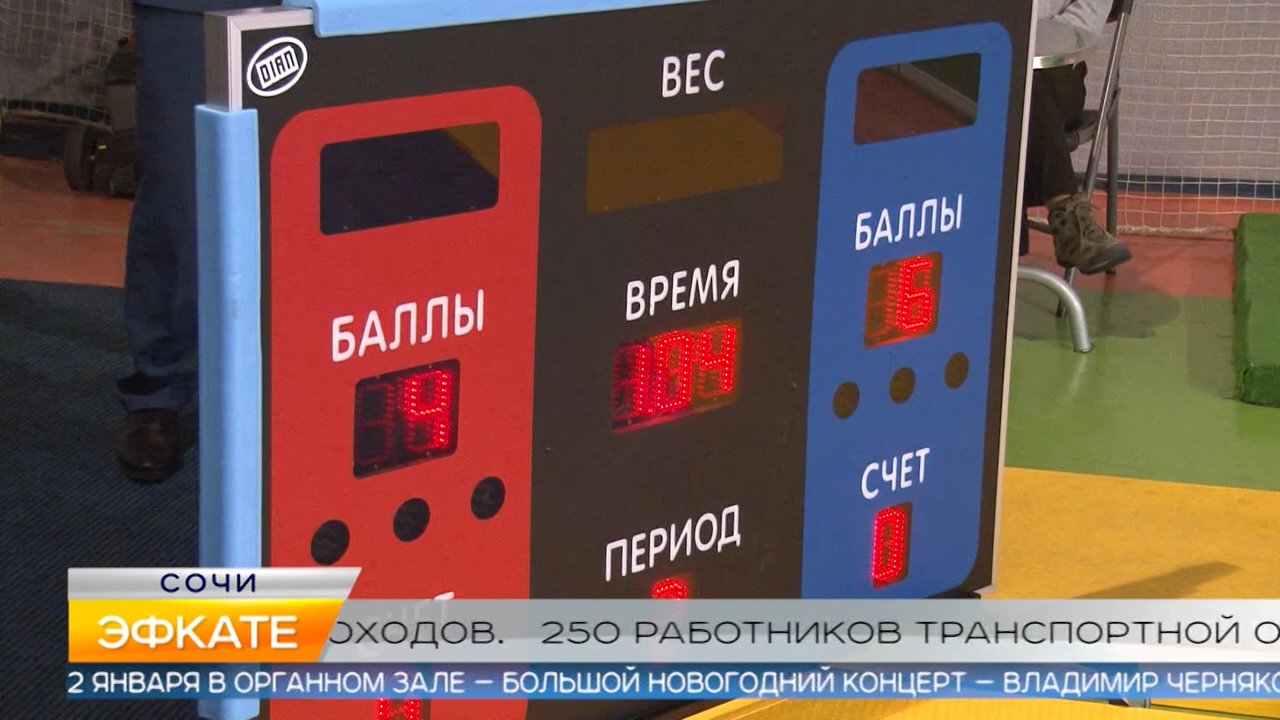 DIAN
ВЕС
БАЛЛЫ
БАЛЛЫ
6
ВРЕМЯ
104
4
СЧЕТ
0
ПЕРИОД
СОЧИ
ЭФКАТЕ
ОХОДОВ. 250 РАБОТНИКОВ ТРАНСПОРТНОЙ О
2 ЯНВАРЯ В ОРГАННОМ ЗАЛЕ – БОЛЬШОЙ НОВОГОДНИЙ КОНЦЕРТ – ВЛАДИМИР ЧЕРНЯКО